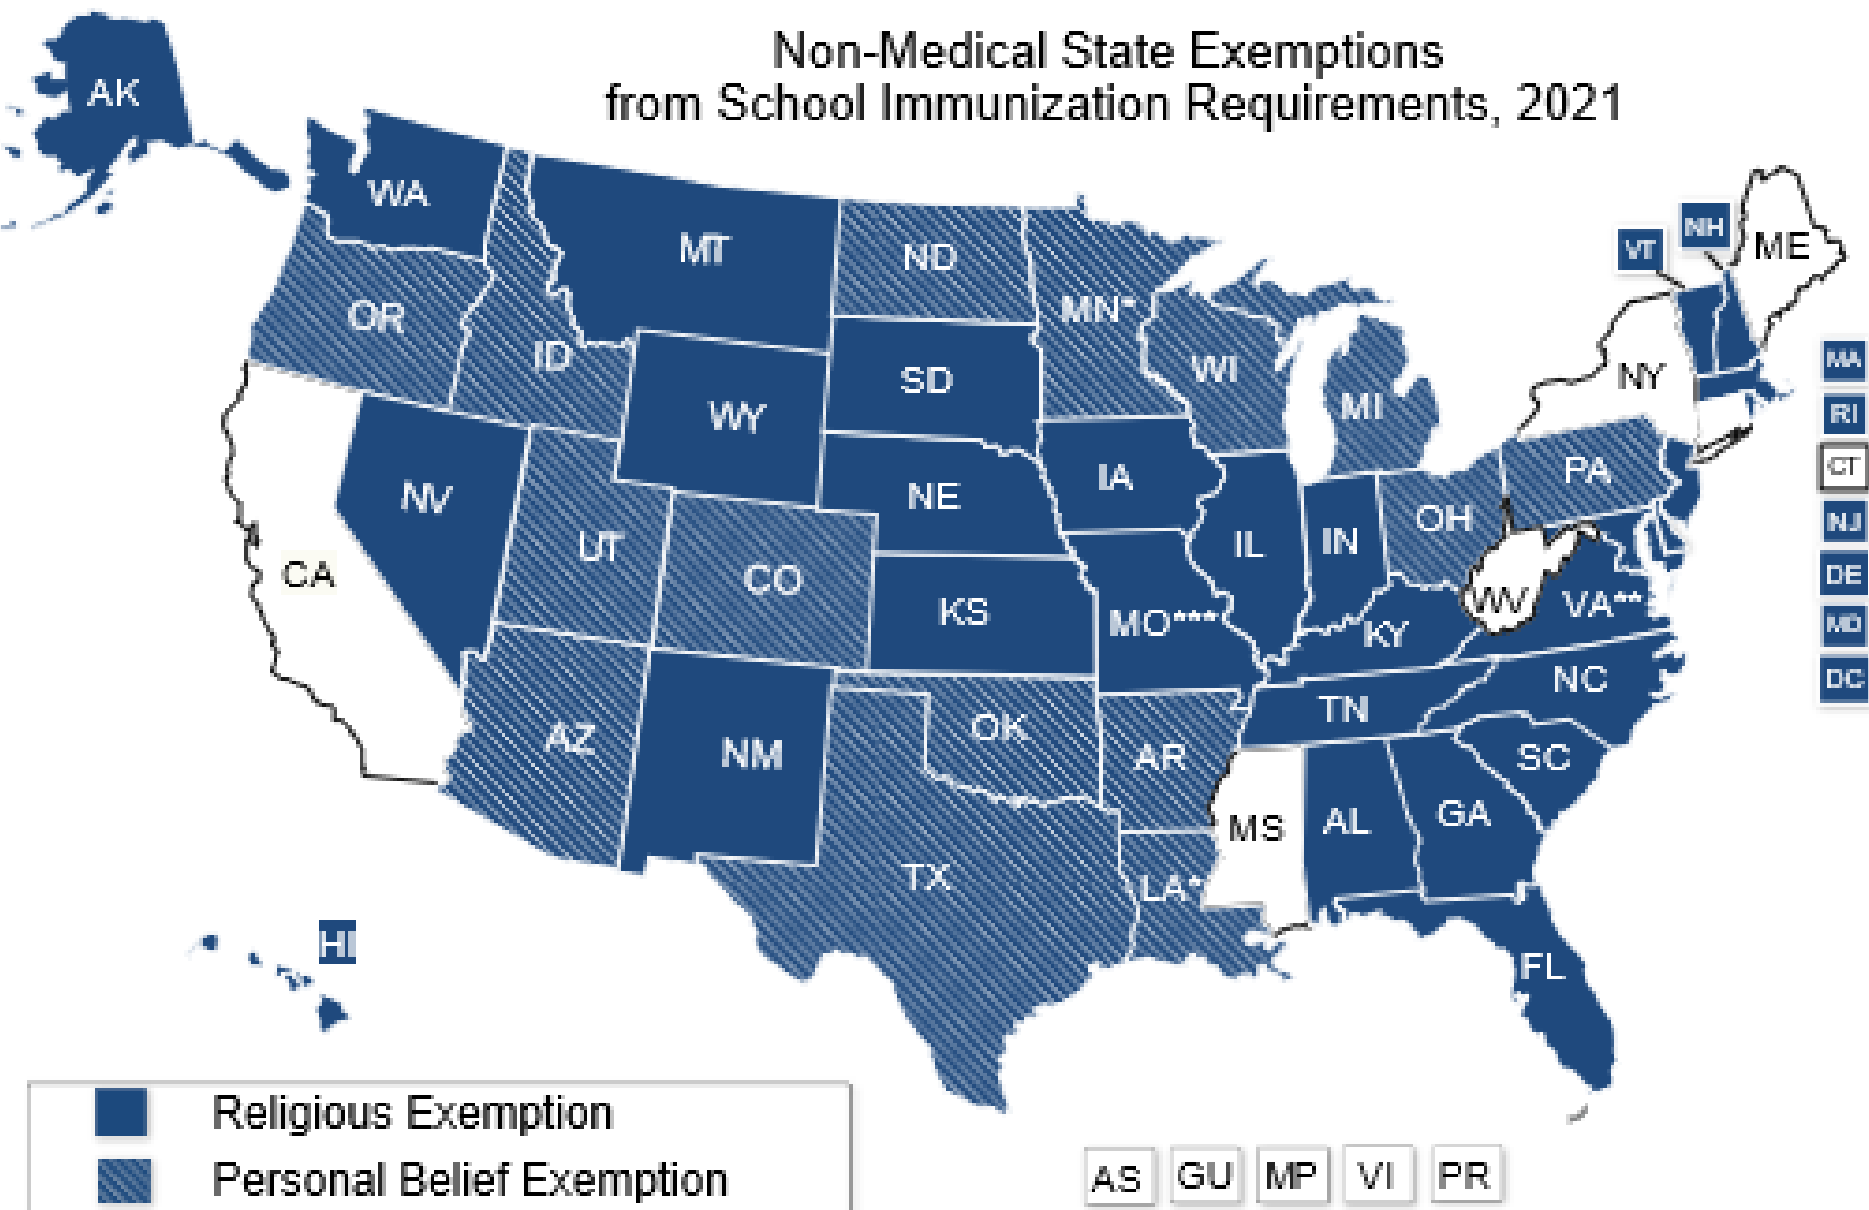 Non-Medical State Exemptions
from School Immunization Requirements, 2021
AK
WA
MT
ND
MN*
VT
NH
ME
OR
ID
SD
WI
MI
NY
MA
WY
RI
NV
NE
IA
PA
CT
UT
CO
IL
IN
OH
NJ
CA
KS
MO***
KY
WV
VA**
DE
MD
AZ
NM
OK
AR
TN
NC
DC
MS
AL
GA
SC
TX
LA*
HI
FL
Religious Exemption
Personal Belief Exemption
AS GU MP VI PR